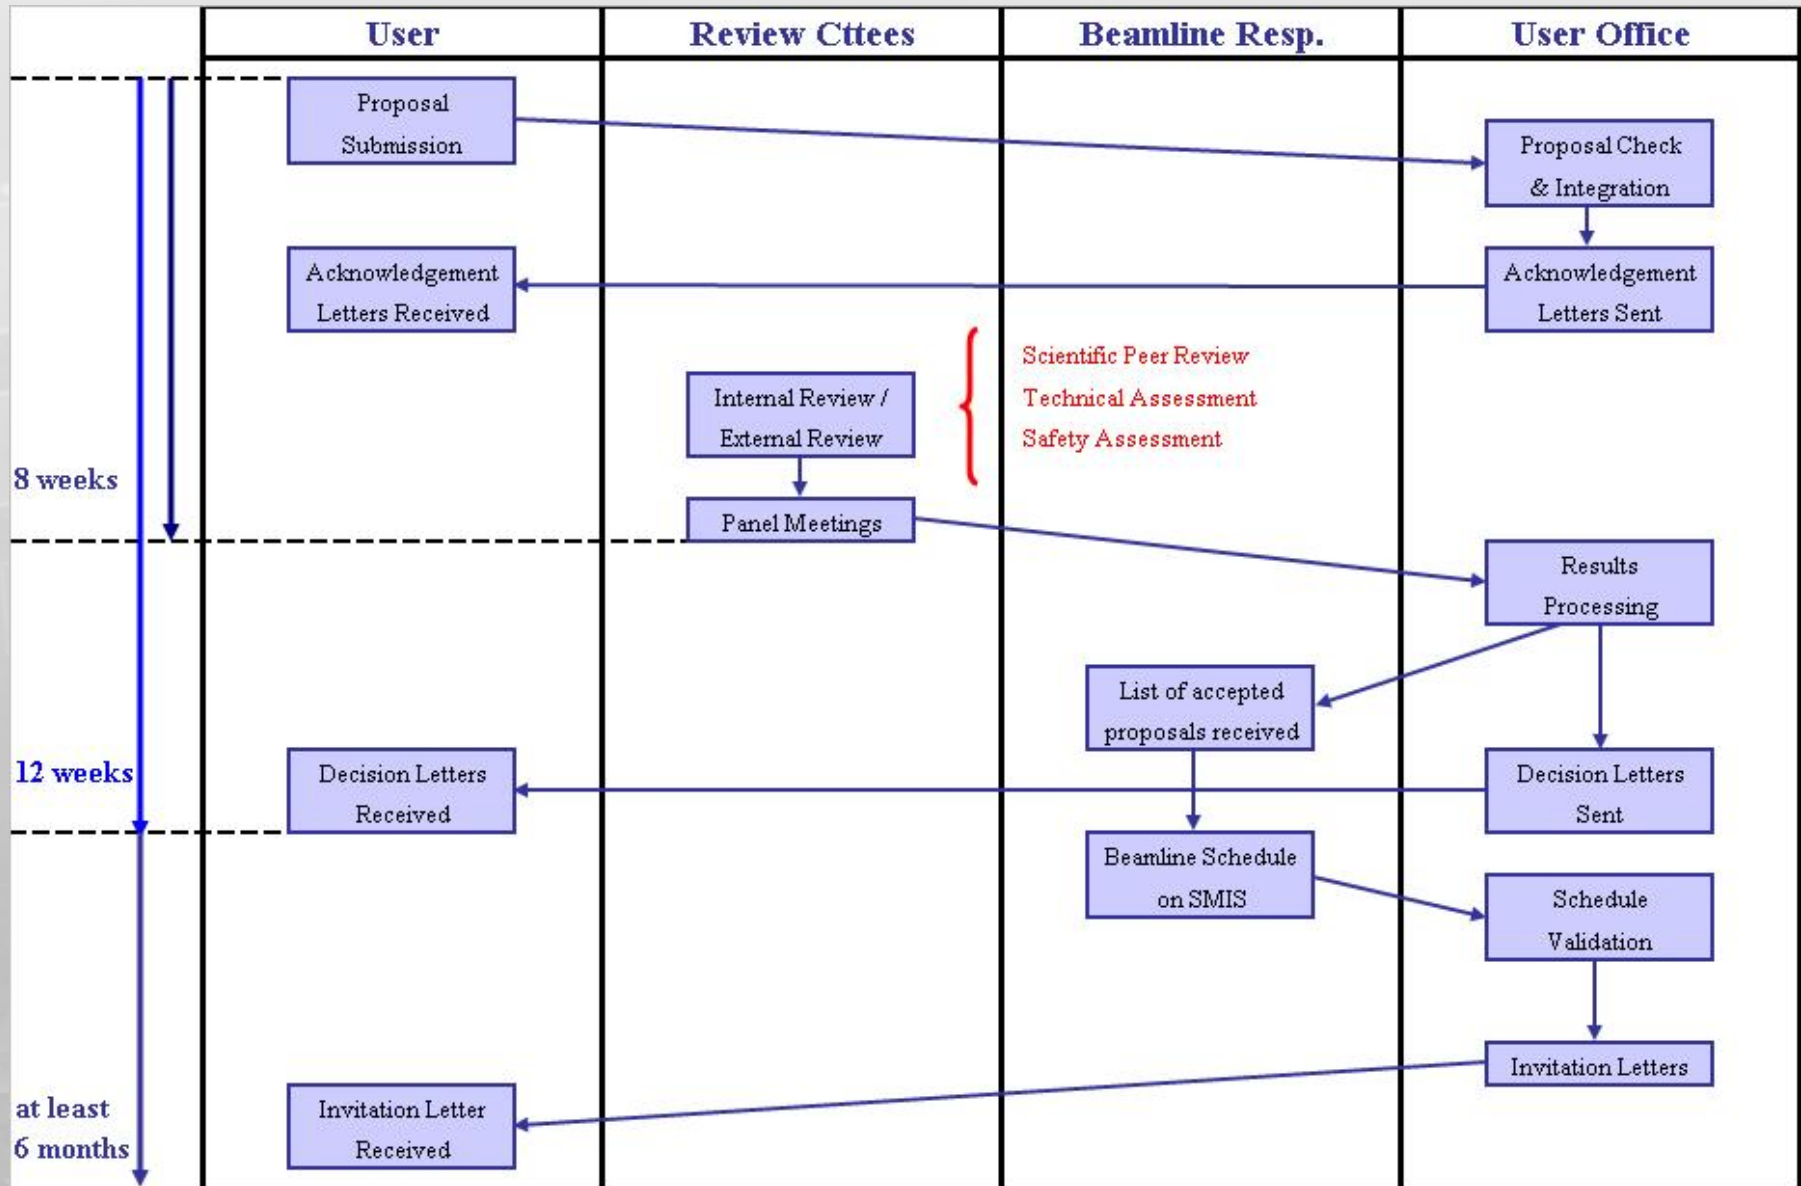 User
Review Cttees
Beamline Resp.
User Office
Proposal
Submission
Proposal Check
& Integration
Acknowledgement
Letters Received
Acknowledgement
Letters Sent
Scientific Peer Review
Technical Assessment
Safety Assessment
Internal Review /
External Review
8 weeks
Panel Meetings
Results
Processing
List of accepted
proposals received
12 weeks
Decision Letters
Received
Decision Letters
Sent
Beamline Schedule
on SMIS
Schedule
Validation
Invitation Letters
at least
6 months
Invitation Letter
Received